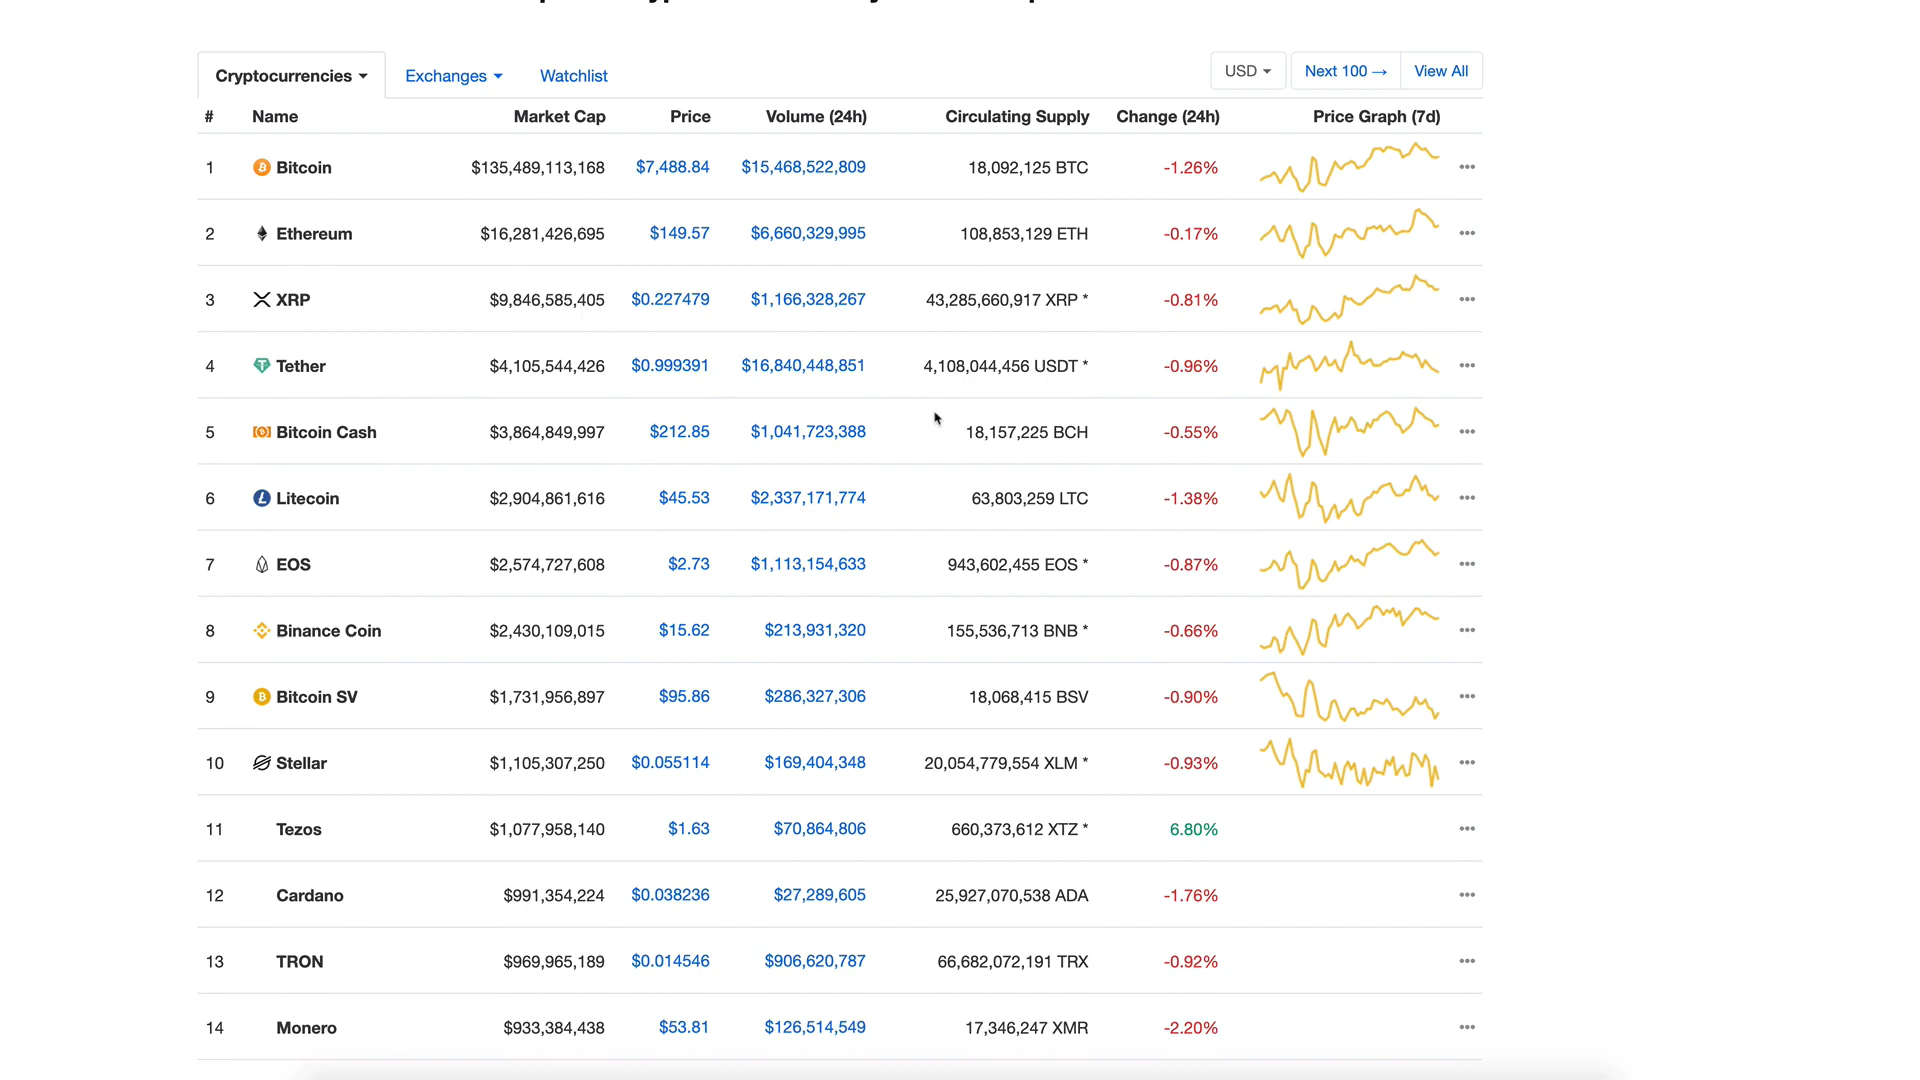 Cryptocurrencies Exchanges Watchlist USD Next 100 → View All
# Name Market Cap Price Volume (24h) Circulating Supply Change (24h) Price Graph (7d)
1 Bitcoin $135,489,113,168 $7,488.84 $15,468,522,809 18,092,125 BTC -1.26%
2 Ethereum $16,281,426,695 $149.57 $6,660,329,995 108,853,129 ETH -0.17%
3 XRP $9,846,585,405 $0.227479 $1,166,328,267 43,285,660,917 XRP * -0.81%
4 Tether $4,105,544,426 $0.999391 $16,840,448,851 4,108,044,456 USDT * -0.96%
5 Bitcoin Cash $3,864,849,997 $212.85 $1,041,723,388 18,157,225 BCH -0.55%
6 Litecoin $2,904,861,616 $45.53 $2,337,171,774 63,803,259 LTC -1.38%
7 EOS $2,574,727,608 $2.73 $1,113,154,633 943,602,455 EOS * -0.87%
8 Binance Coin $2,430,109,015 $15.62 $213,931,320 155,536,713 BNB * -0.66%
9 Bitcoin SV $1,731,956,897 $95.86 $286,327,306 18,068,415 BSV -0.90%
10 Stellar $1,105,307,250 $0.055114 $169,404,348 20,054,779,554 XLM * -0.93%
11 Tezos $1,077,958,140 $1.63 $70,864,806 660,373,612 XTZ * 6.80%
12 Cardano $991,354,224 $0.038236 $27,289,605 25,927,070,538 ADA -1.76%
13 TRON $969,965,189 $0.014546 $906,620,787 66,682,072,191 TRX -0.92%
14 Monero $933,384,438 $53.81 $126,514,549 17,346,247 XMR -2.20%